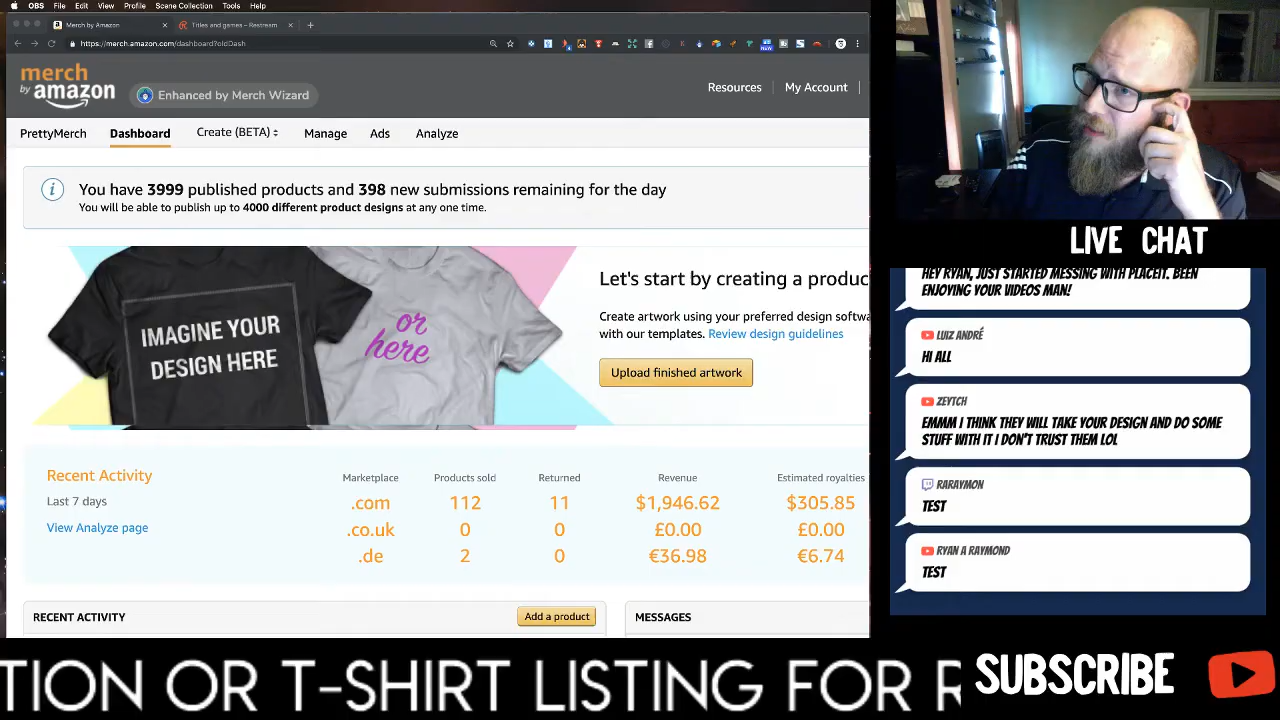 OBS File Edit View Profile Scene Collection Tools Help
Merch by Amazon
Titles and games - Restream
https://merch.amazon.com/dashboard?oldDash
merch
by amazon
Enhanced by Merch Wizard
Resources
My Account
PrettyMerch
Dashboard
Create (BETA)
Manage
Ads
Analyze
You have 3999 published products and 398 new submissions remaining for the day
You will be able to publish up to 4000 different product designs at any one time.
IMAGINE YOUR
DESIGN HERE
or
here
Let's start by creating a produc
Create artwork using your preferred design softwa
with our templates. Review design guidelines
Upload finished artwork
Recent Activity
Last 7 days
View Analyze page
Marketplace Products sold Returned Revenue Estimated royalties
.com 112 11 $1,946.62 $305.85
.co.uk 0 0 £0.00 £0.00
.de 2 0 €36.98 €6.74
RECENT ACTIVITY
Add a product
MESSAGES
LIVE CHAT
HEY RYAN, JUST STARTED MESSING WITH PLACEIT. BEEN
ENJOYING YOUR VIDEOS MAN!
LUIZ ANDRÉ
HI ALL
ZEYTCH
EMMM I THINK THEY WILL TAKE YOUR DESIGN AND DO SOME
STUFF WITH IT I DON'T TRUST THEM LOL
RARAYMON
TEST
RYAN A RAYMOND
TEST
TION OR T-SHIRT LISTING FOR R
SUBSCRIBE